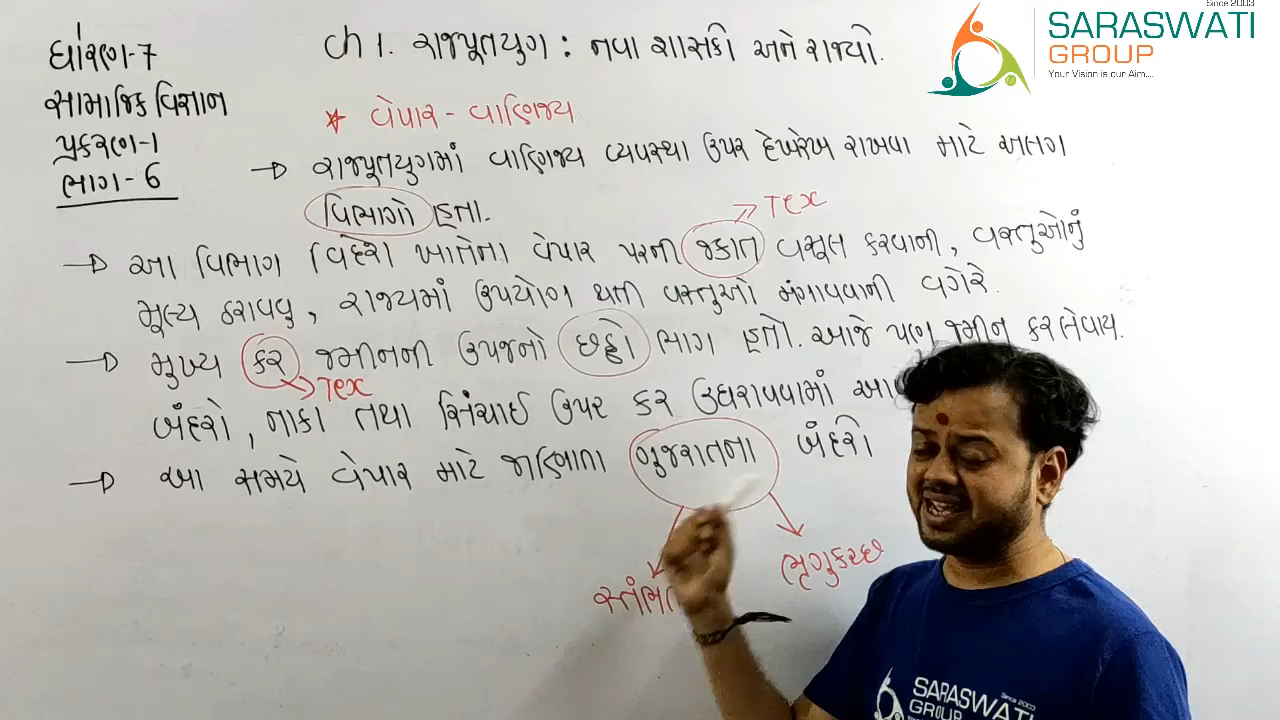 ધોરણ-7
સામાજિક વિજ્ઞાન
પ્રકરણ-1
ભાગ-6
Ch 1. રાજપૂતયુગ : નવા શાસકો અને રાજ્યો.
* વેપાર - વાણિજ્ય
→ રાજપૂતયુગમાં વાણિજ્ય વ્યવસ્થા ઉપર દેખરેખ રાખવા માટે અલગ
વિભાગો હતા.
→ Tex
→ આ વિભાગ વિદેશ ખાતેના વેપાર પરની જકાત વસૂલ કરવાની, વસ્તુઓનું
મૂલ્ય ઠરાવવુ, રાજ્યમાં ઉપયોગ થતી વસ્તુઓ મંગાવવાની વગેરે.
→ મુખ્ય કર જમીનની ઉપજનો છઠ્ઠો ભાગ હતો. આજે પણ જમીન કર લેવાય.
→ Tex
બંદરો, નાકા તથા સિંચાઈ ઉપર કર ઉઘરાવવામાં
→ આ સમયે વેપાર માટે જાણીતા ગુજરાતના બંદરો
સ્તંભ
ભૃગુકચ્છ
Since 2003
SARASWATI
GROUP
Your Vision is our Aim....
Since 2003
SARASWATI
GROUP